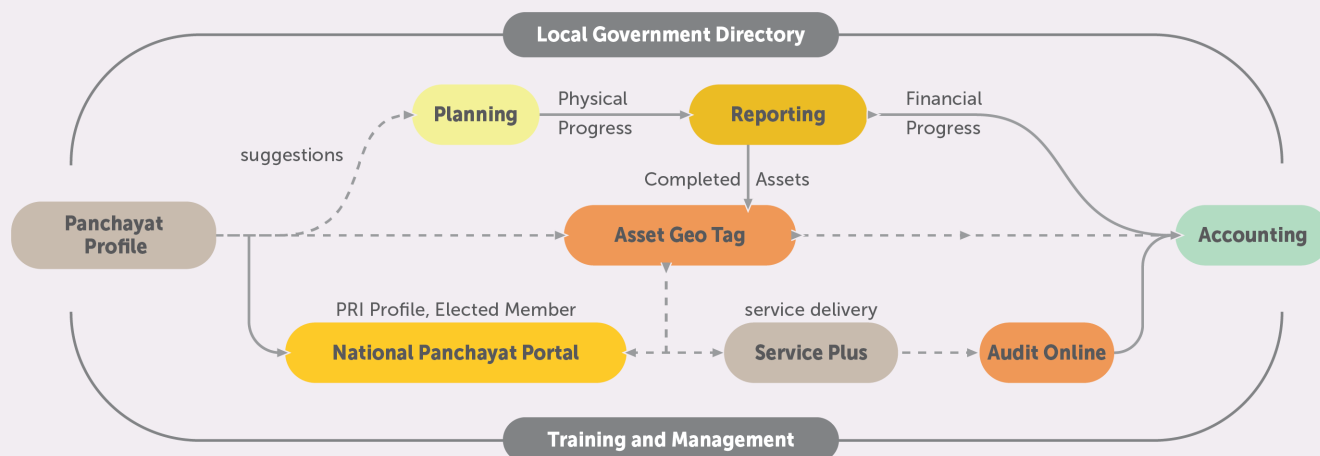 Local Government Directory
Planning
Physical
Progress
Reporting
Financial
Progress
suggestions
Completed Assets
Panchayat
Profile
Asset Geo Tag
Accounting
PRI Profile, Elected Member
service delivery
National Panchayat Portal
Service Plus
Audit Online
Training and Management